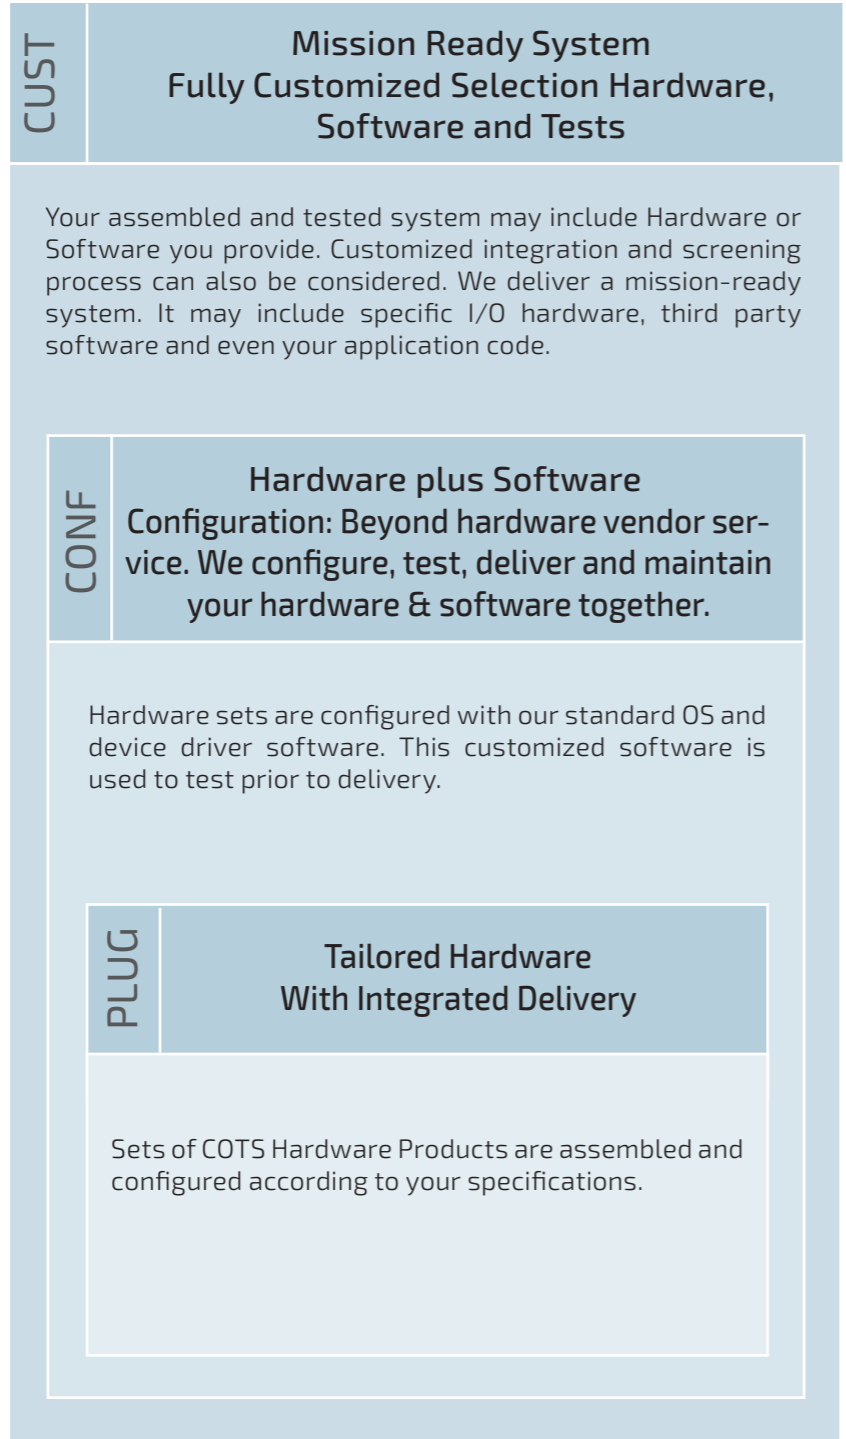 CUST
Mission Ready System
Fully Customized Selection Hardware,
Software and Tests
Your assembled and tested system may include Hardware or
Software you provide. Customized integration and screening
process can also be considered. We deliver a mission-ready
system. It may include specific I/O hardware, third party
software and even your application code.
CONF
Hardware plus Software
Configuration: Beyond hardware vendor ser-
vice. We configure, test, deliver and maintain
your hardware & software together.
Hardware sets are configured with our standard OS and
device driver software. This customized software is
used to test prior to delivery.
PLUG
Tailored Hardware
With Integrated Delivery
Sets of COTS Hardware Products are assembled and
configured according to your specifications.